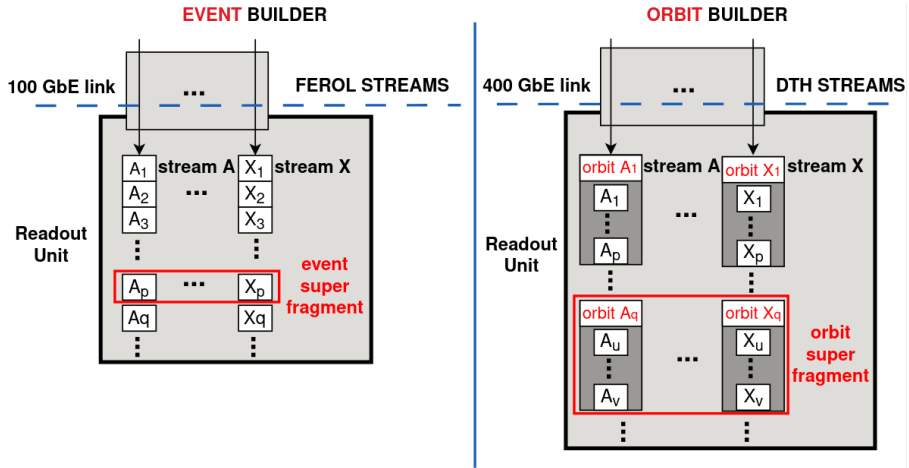 EVENT BUILDER
100 GbE link
...
FEROL STREAMS
A1 stream A
X1 stream X
A2
...
X2
A3
X3
Readout
Unit
Ap
...
Xp
event
super
fragment
Aq
Xq
ORBIT BUILDER
400 GbE link
...
DTH STREAMS
orbit A1 stream A
orbit X1 stream X
A1
X1
...
Ap
Xp
Readout
Unit
orbit Aq
orbit Xq
Au
Xu
...
Av
Xv
orbit
super
fragment